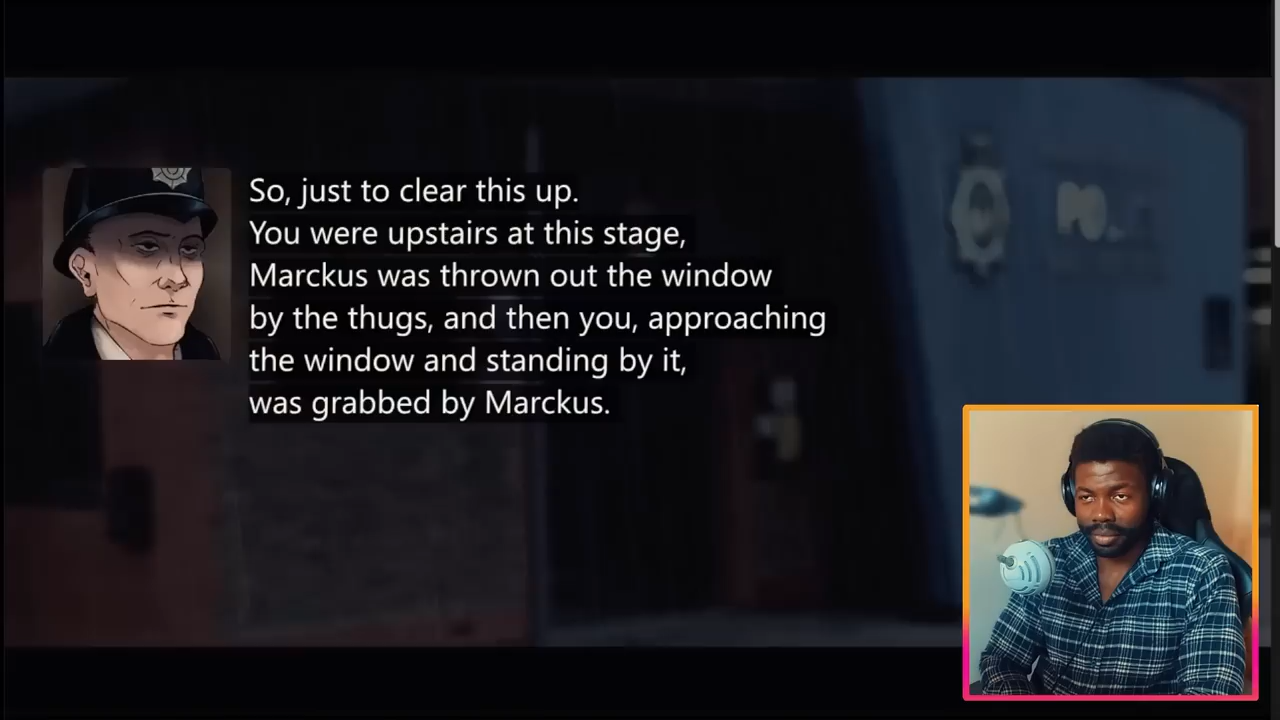 So, just to clear this up.
You were upstairs at this stage,
Marckus was thrown out the window
by the thugs, and then you, approaching
the window and standing by it,
was grabbed by Marckus.